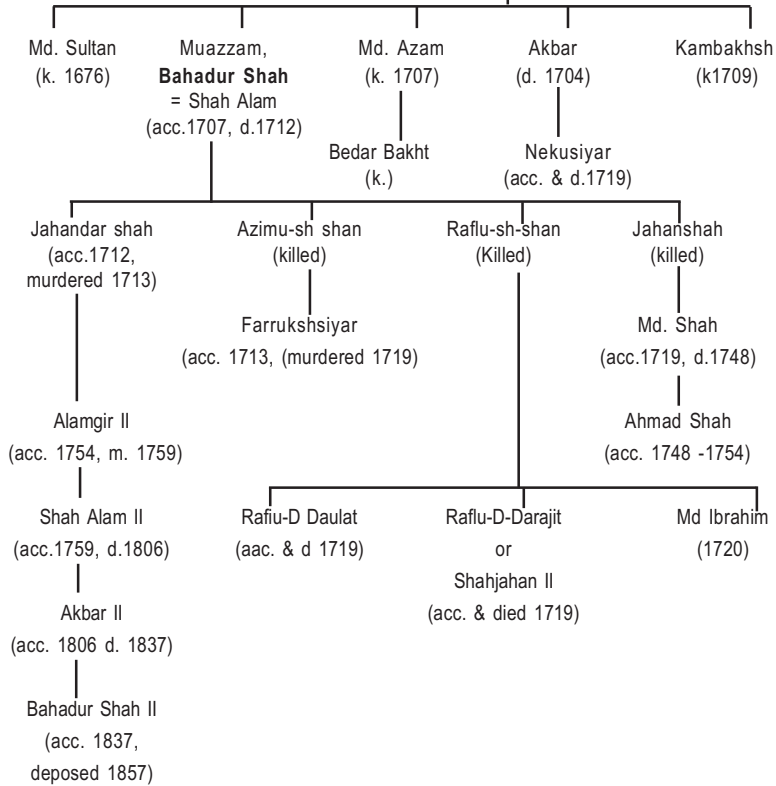 Md. Sultan
(k. 1676)
Muazzam,
Bahadur Shah
= Shah Alam
(acc.1707, d.1712)
Md. Azam
(k. 1707)
Akbar
(d. 1704)
Kambakhsh
(k1709)
Bedar Bakht
(k.)
Nekusiyar
(acc. & d.1719)
Jahandar shah
(acc.1712,
murdered 1713)
Azimu-sh shan
(killed)
Raflu-sh-shan
(Killed)
Jahanshah
(killed)
Farrukshsiyar
(acc. 1713, (murdered 1719)
Md. Shah
(acc.1719, d.1748)
Alamgir II
(acc. 1754, m. 1759)
Ahmad Shah
(acc. 1748 -1754)
Shah Alam II
(acc.1759, d.1806)
Rafiu-D Daulat
(aac. & d 1719)
Raflu-D-Darajit
or
Shahjahan II
(acc. & died 1719)
Md Ibrahim
(1720)
Akbar II
(acc. 1806 d. 1837)
Bahadur Shah II
(acc. 1837,
deposed 1857)